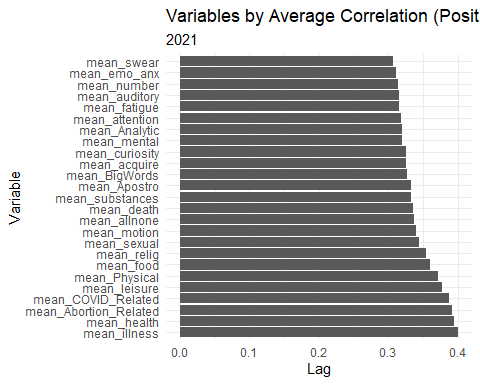 Variables by Average Correlation (Posit
2021
mean_swear
mean_emo_anx
mean_number
mean_auditory
mean_fatigue
mean_attention
mean_Analytic
mean_mental
mean_curiosity
mean_acquire
mean_BigWords
mean_Apostro
mean_substances
mean_death
mean_allnone
mean_motion
mean_sexual
mean_relig
mean_food
mean_Physical
mean_leisure
mean_COVID_Related
mean_Abortion_Related
mean_health
mean_illness
Variable
0.0 0.1 0.2 0.3 0.4
Lag